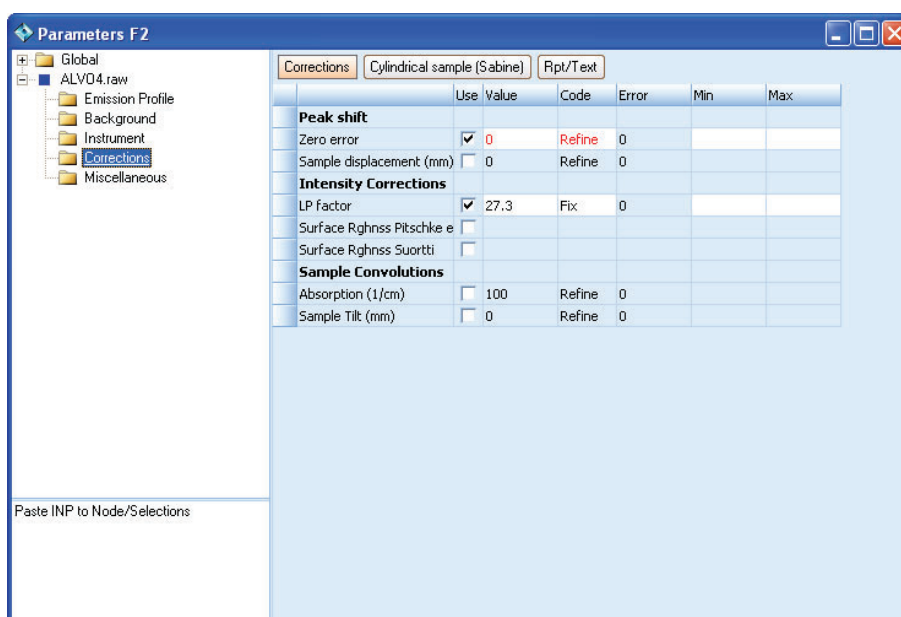 Parameters F2
Global
ALV04.raw
Emission Profile
Background
Instrument
Corrections
Miscellaneous
Paste INP to Node/Selections
Corrections Cylindrical sample (Sabine) Rpt/Text
Use Value Code Error Min Max
Peak shift
Zero error 0 Refine 0
Sample displacement (mm) 0 Refine 0
Intensity Corrections
LP factor 27.3 Fix 0
Surface Rghnss Pitschke e
Surface Rghnss Suortti
Sample Convolutions
Absorption (1/cm) 100 Refine 0
Sample Tilt (mm) 0 Refine 0